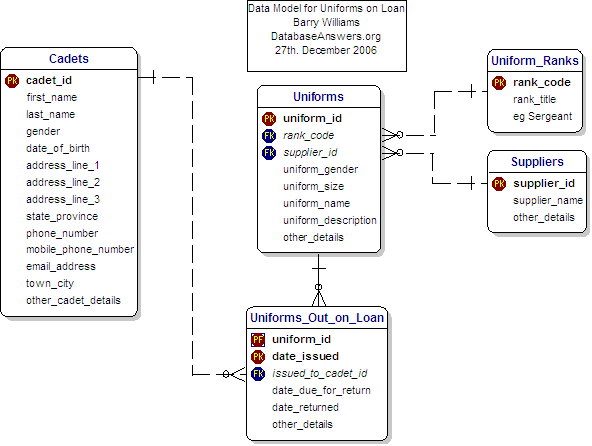 Data Model for Uniforms on Loan
Barry Williams
DatabaseAnswers.org
27th. December 2006
Cadets
PK cadet_id
first_name
last_name
gender
date_of_birth
address_line_1
address_line_2
address_line_3
state_province
phone_number
mobile_phone_number
email_address
town_city
other_cadet_details
Uniforms
PK uniform_id
FK rank_code
FK supplier_id
uniform_gender
uniform_size
uniform_name
uniform_description
other_details
Uniform_Ranks
PK rank_code
rank_title
eg Sergeant
Suppliers
PK supplier_id
supplier_name
other_details
Uniforms_Out_on_Loan
PF uniform_id
PK date_issued
FK issued_to_cadet_id
date_due_for_return
date_returned
other_details